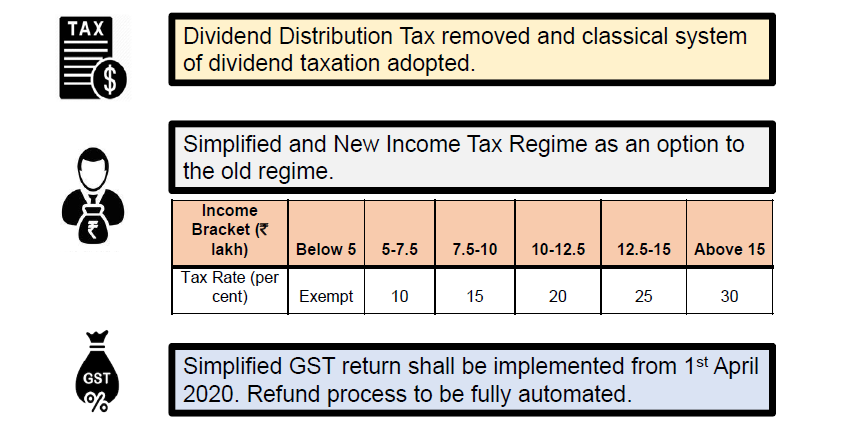 TAX
$
Dividend Distribution Tax removed and classical system
of dividend taxation adopted.
₹
Simplified and New Income Tax Regime as an option to
the old regime.
Income
Bracket (₹
lakh) Below 5 5-7.5 7.5-10 10-12.5 12.5-15 Above 15
Tax Rate (per
cent) Exempt 10 15 20 25 30
GST
%
Simplified GST return shall be implemented from 1st April
2020. Refund process to be fully automated.